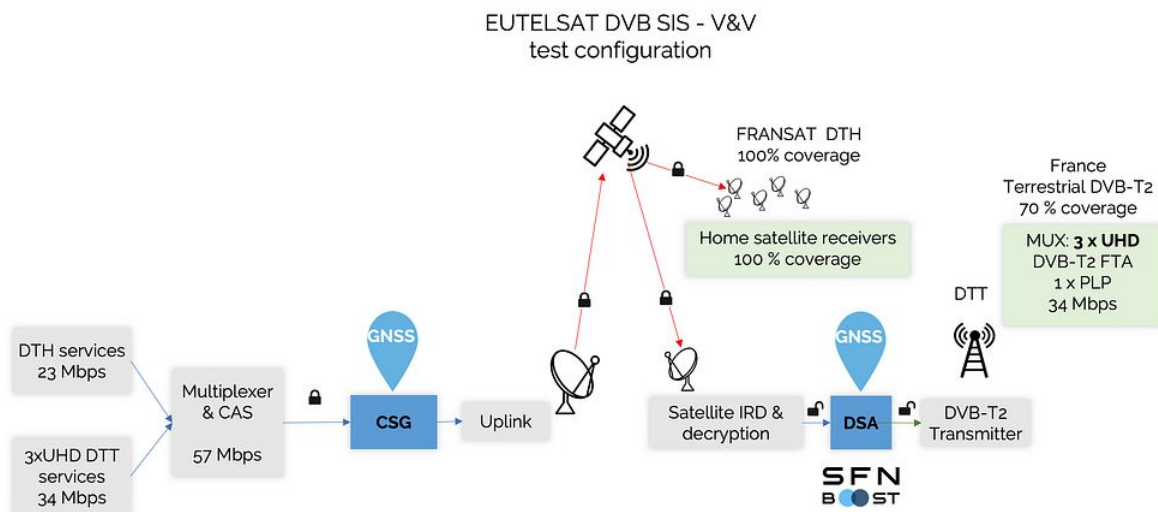 EUTELSAT DVB SIS - V&V
test configuration
FRANSAT DTH
100% coverage
Home satellite receivers
100 % coverage
France
Terrestrial DVB-T2
70 % coverage
MUX: 3 x UHD
DVB-T2 FTA
1 x PLP
34 Mbps
DTT
DTH services
23 Mbps
3xUHD DTT
services
34 Mbps
Multiplexer
& CAS
57 Mbps
GNSS
CSG
Uplink
Satellite IRD &
decryption
GNSS
DSA
SFN
BOOST
DVB-T2
Transmitter